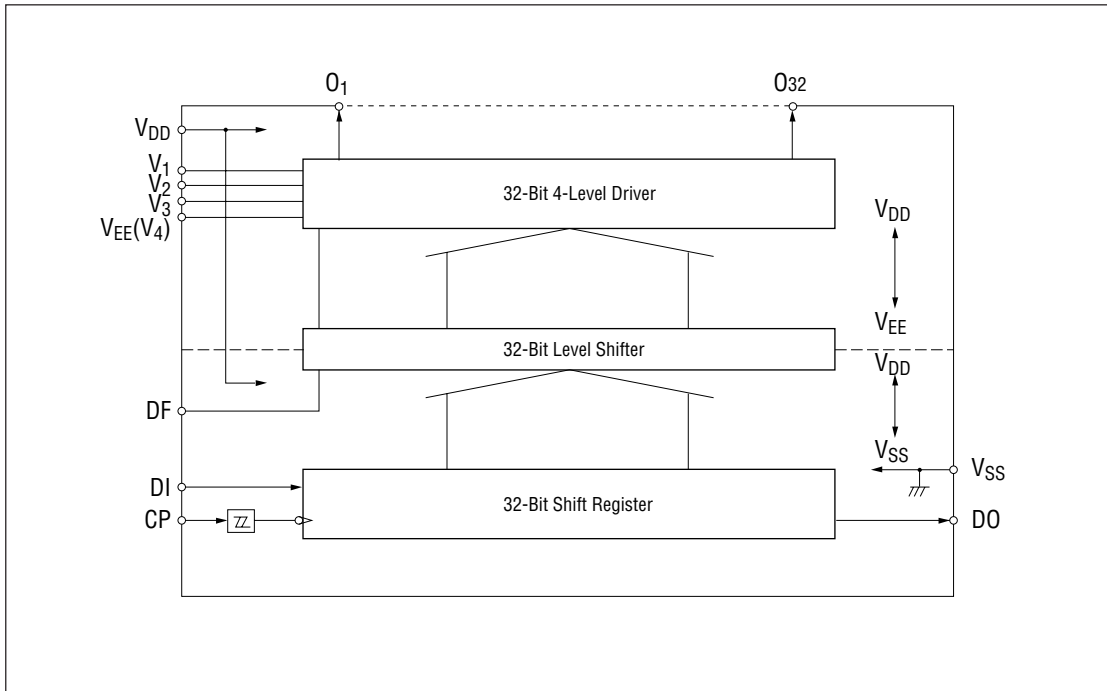 O1 O32
VDD
V1
V2
V3
VEE(V4)
32-Bit 4-Level Driver
VDD
VEE
32-Bit Level Shifter
VDD
DF
VSS
VSS
DI
32-Bit Shift Register
CP
DO